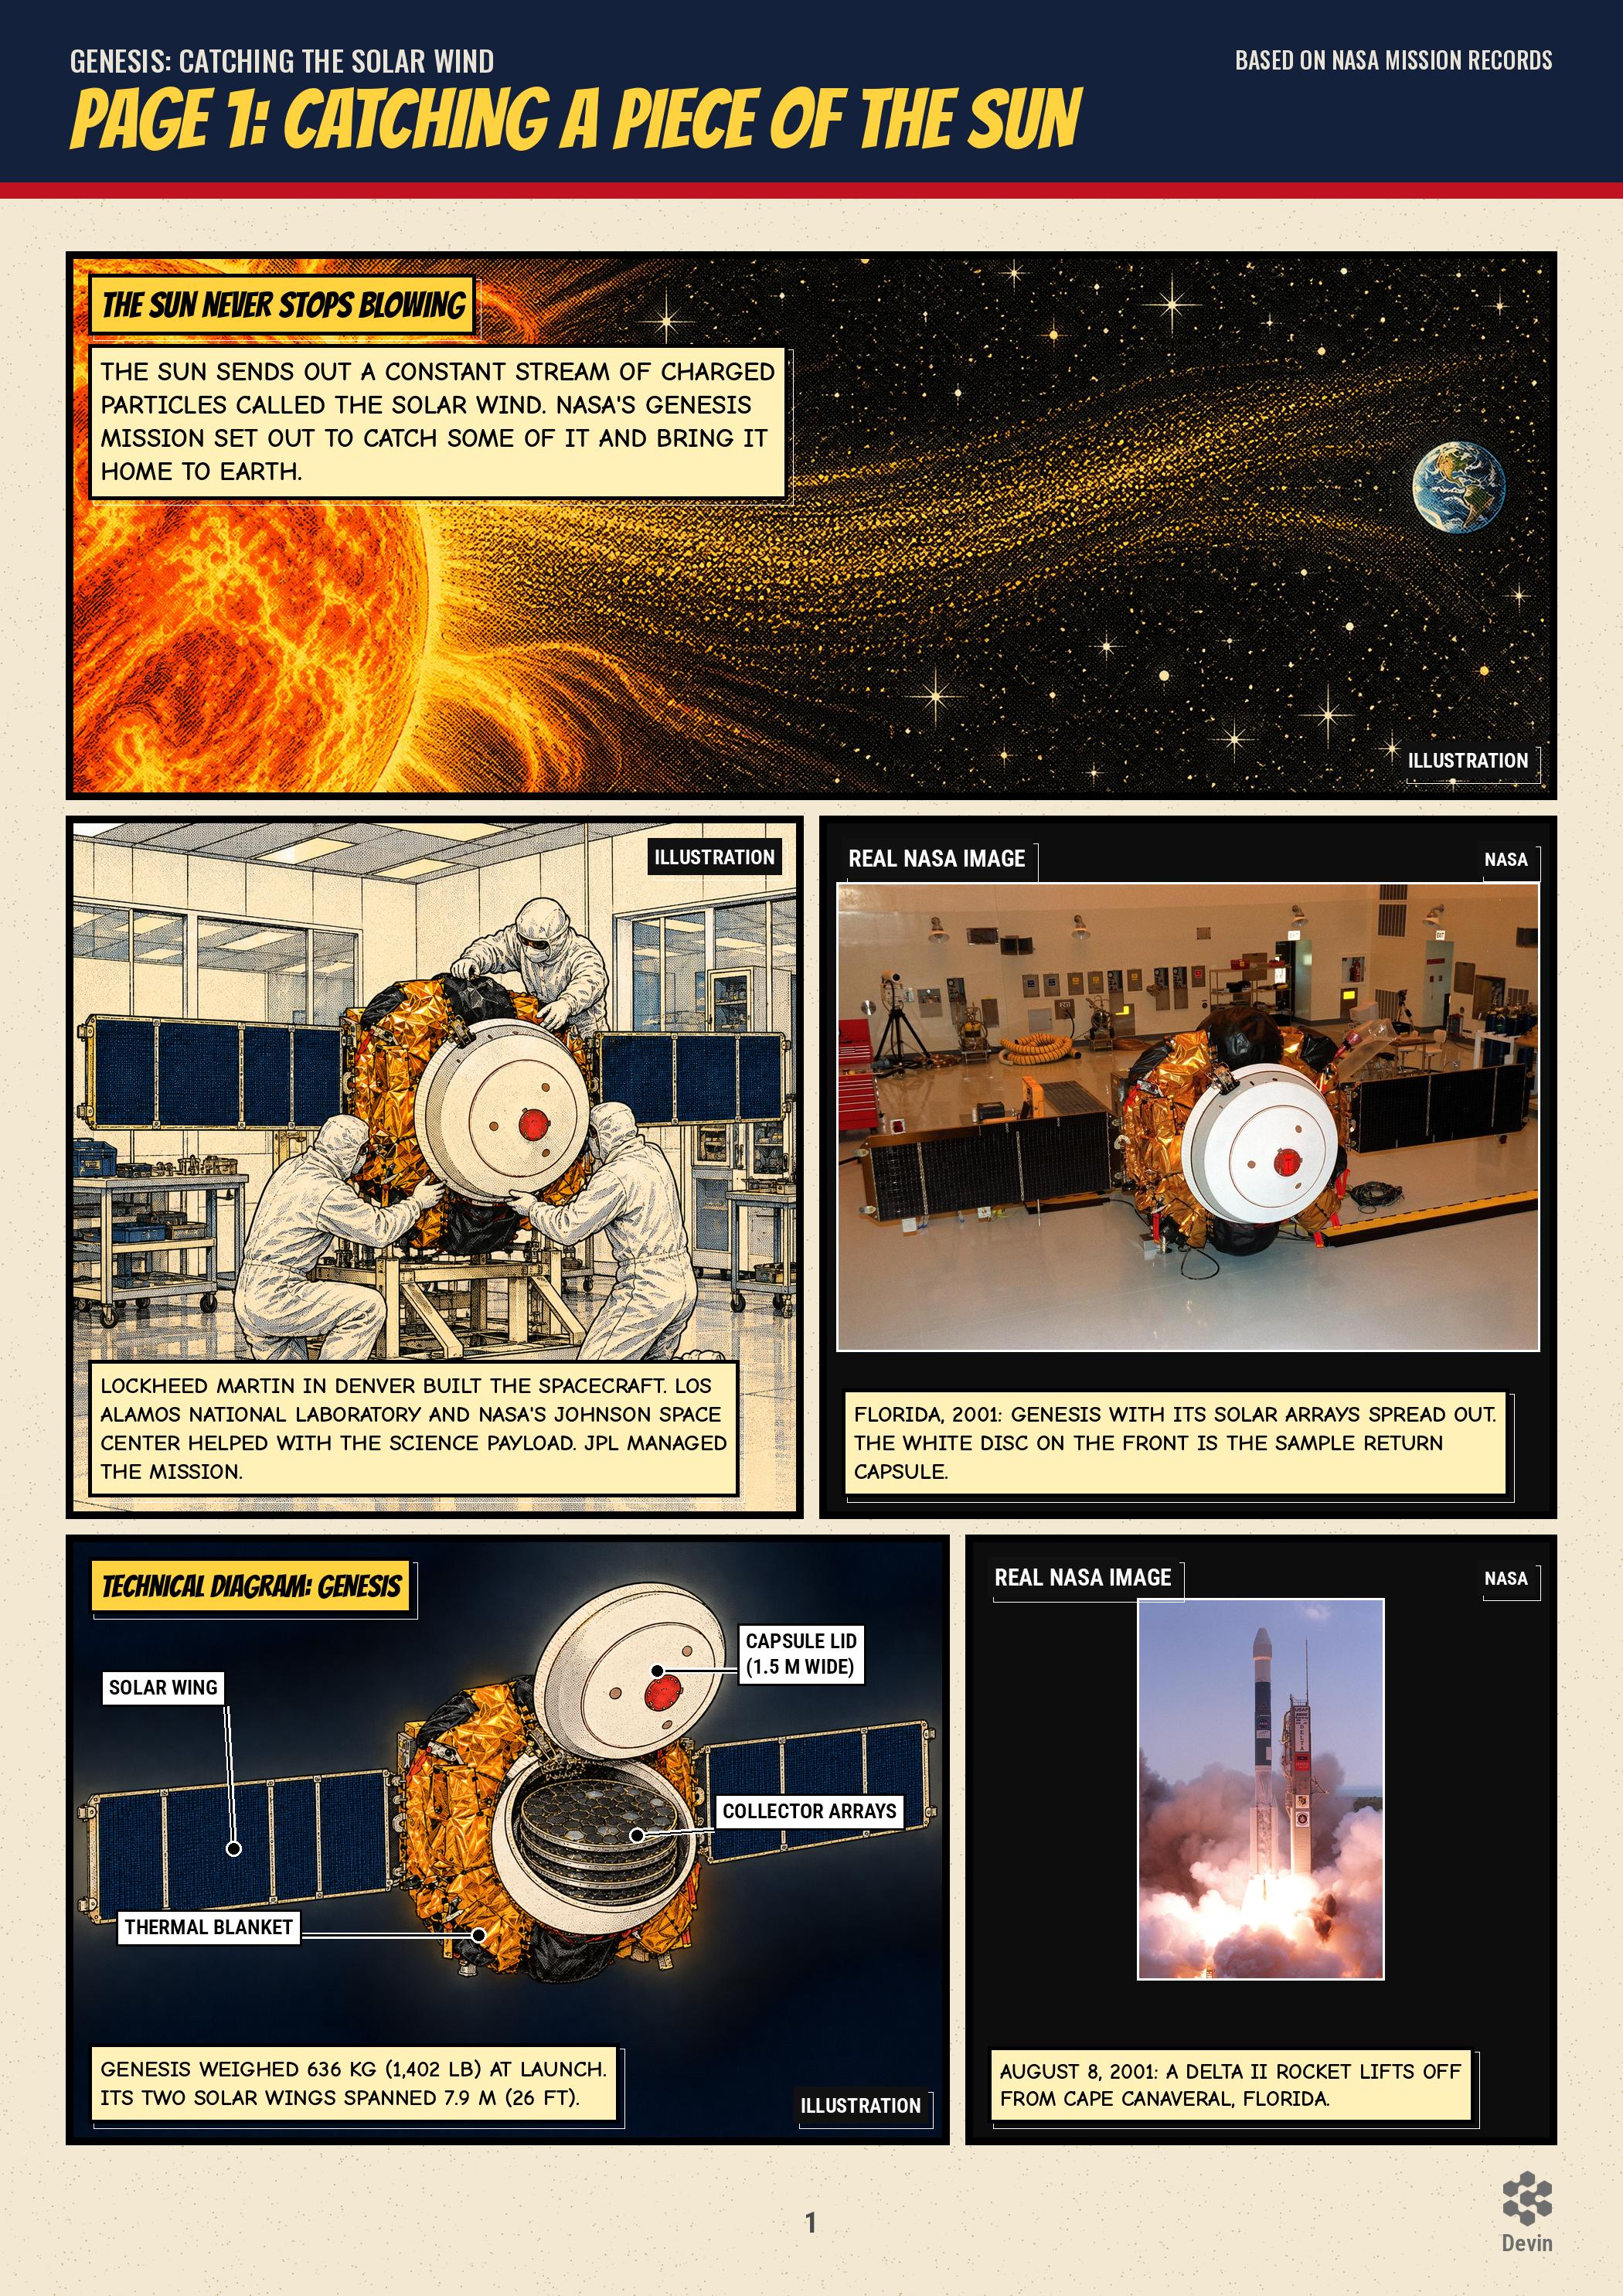 GENESIS: CATCHING THE SOLAR WIND
BASED ON NASA MISSION RECORDS
PAGE 1: CATCHING A PIECE OF THE SUN
THE SUN NEVER STOPS BLOWING
THE SUN SENDS OUT A CONSTANT STREAM OF CHARGED
PARTICLES CALLED THE SOLAR WIND. NASA'S GENESIS
MISSION SET OUT TO CATCH SOME OF IT AND BRING IT
HOME TO EARTH.
ILLUSTRATION
ILLUSTRATION
LOCKHEED MARTIN IN DENVER BUILT THE SPACECRAFT. LOS
ALAMOS NATIONAL LABORATORY AND NASA'S JOHNSON SPACE
CENTER HELPED WITH THE SCIENCE PAYLOAD. JPL MANAGED
THE MISSION.
REAL NASA IMAGE
NASA
FLORIDA, 2001: GENESIS WITH ITS SOLAR ARRAYS SPREAD OUT.
THE WHITE DISC ON THE FRONT IS THE SAMPLE RETURN
CAPSULE.
TECHNICAL DIAGRAM: GENESIS
CAPSULE LID
(1.5 M WIDE)
SOLAR WING
COLLECTOR ARRAYS
THERMAL BLANKET
GENESIS WEIGHED 636 KG (1,402 LB) AT LAUNCH.
ITS TWO SOLAR WINGS SPANNED 7.9 M (26 FT).
ILLUSTRATION
REAL NASA IMAGE
NASA
AUGUST 8, 2001: A DELTA II ROCKET LIFTS OFF
FROM CAPE CANAVERAL, FLORIDA.
1
Devin